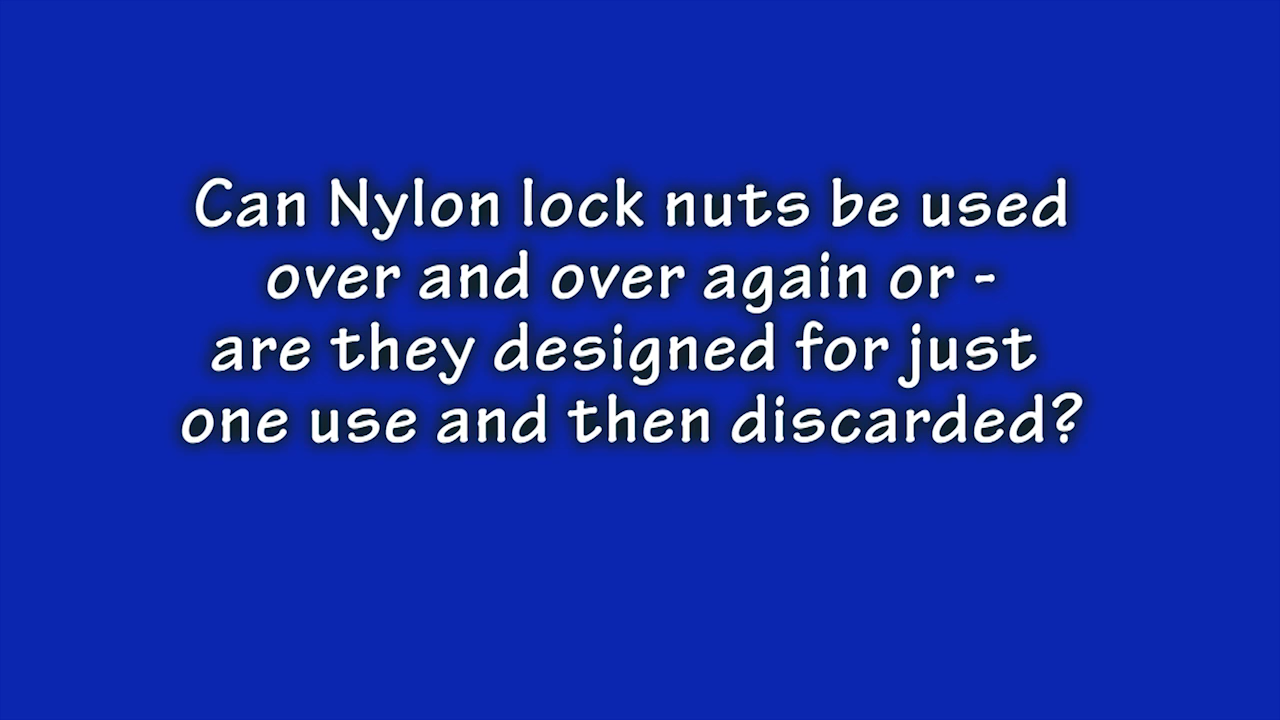 Can Nylon lock nuts be used
over and over again or -
are they designed for just
one use and then discarded?